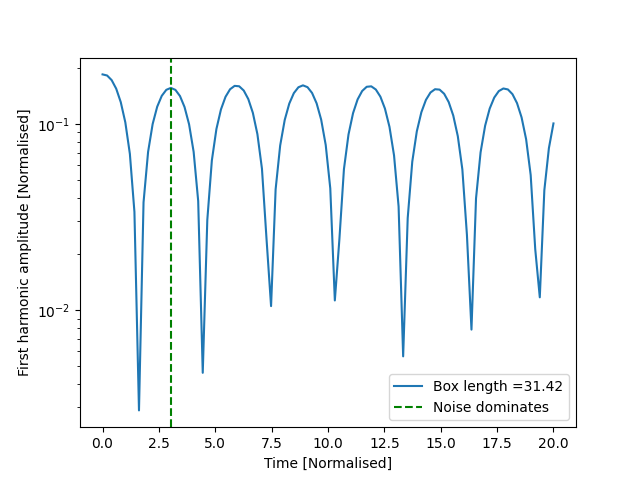 First harmonic amplitude [Normalised]
10⁻¹
10⁻²
0.0 2.5 5.0 7.5 10.0 12.5 15.0 17.5 20.0
Time [Normalised]
Box length =31.42
Noise dominates